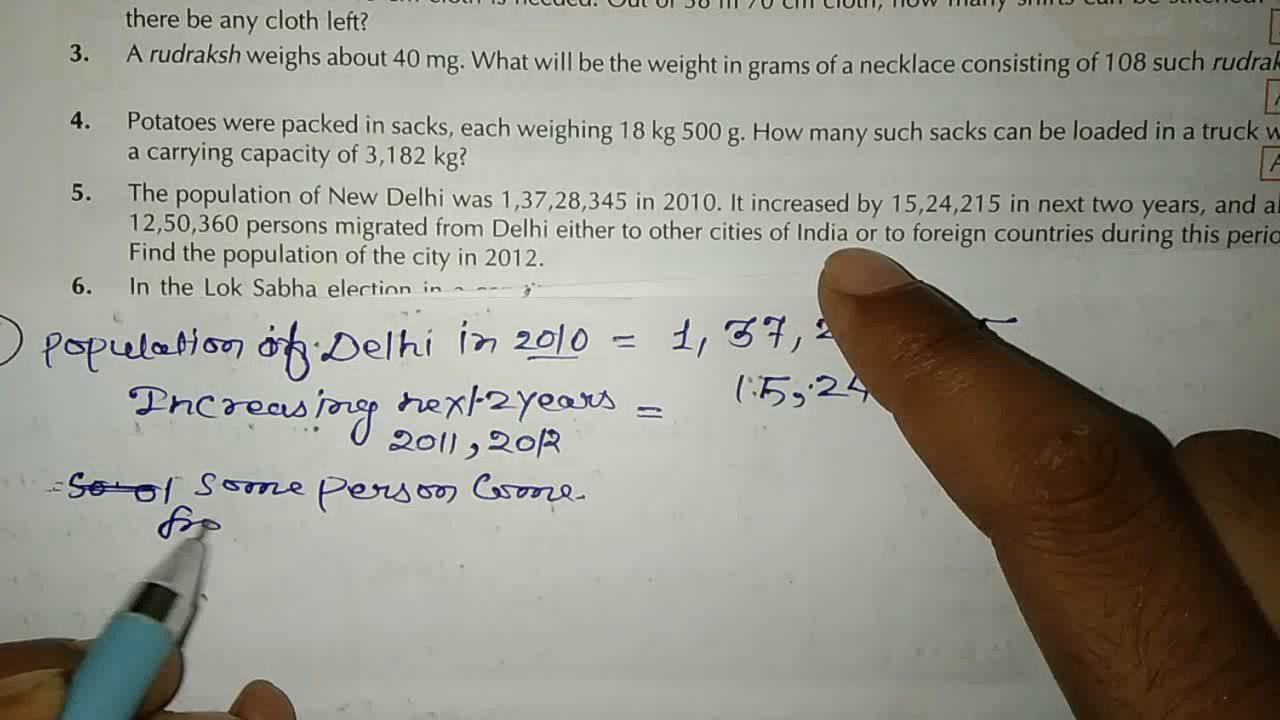 there be any cloth left?
3. A rudraksh weighs about 40 mg. What will be the weight in grams of a necklace consisting of 108 such
4. Potatoes were packed in sacks, each weighing 18 kg 500 g. How many such sacks can be loaded in a truck
a carrying capacity of 3,182 kg?
5. The population of New Delhi was 1,37,28,345 in 2010. It increased by 15,24,215 in next two years, and
12,50,360 persons migrated from Delhi either to other cities of India or to foreign countries during this
Find the population of the city in 2012.
6. In the Lok Sabha election in
Population of Delhi in 2010 = 1, 37,
Increasing next 2 years = 15, 24
2011, 2012
Some Person Come